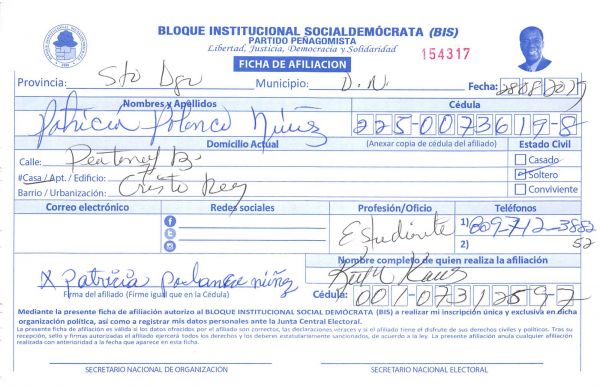 BLOQUE INSTITUCIONAL SOCIALDEMÓCRATA (BIS)
PARTIDO PEÑAGOMISTA
Libertad, Justicia, Democracia y Solidaridad
154317
FICHA DE AFILIACION
Provincia: Sto Dgo Municipio: D.N. Fecha:
Nombres y Apellidos Cédula
Patricia Polanco Núñez 225-0073619-8
Domicilio Actual (Anexar copia de cédula del afiliado) Estado Civil
Calle: Casado
#Casa / Apt. / Edificio: Soltero
Barrio / Urbanización: Cristo Rey Conviviente
Correo electrónico Redes sociales Profesión/Oficio Teléfonos
Estudiante 1) 809-712-3882
2) 52
Nombre completo de quien realiza la afiliación
X Patricia Polanco núñez
Firma del afiliado (Firme igual que en la Cédula) Cédula: 001-0731259-7
Mediante la presente ficha de afiliación autorizo al BLOQUE INSTITUCIONAL SOCIAL DEMÓCRATA (BIS) a realizar mi inscripción única y exclusiva en dicha
organización política, así como a registrar mis datos personales ante la Junta Central Electoral.
La presente ficha de afiliación es válida si los datos ofrecidos por el afiliado son correctos, las declaraciones veraces y si el afiliado tiene el disfrute de sus derechos civiles y políticos. Tras su
recepción, sello y firmas autorizadas el afiliado ejercerá todos los derechos y los deberes estatutariamente sancionados, de acuerdo a la ley. La presente afiliación anula cualquier afiliación
realizada con anterioridad a la fecha que aparece en esta ficha.
SECRETARIO NACIONAL DE ORGANIZACIÓN SECRETARIO NACIONAL ELECTORAL